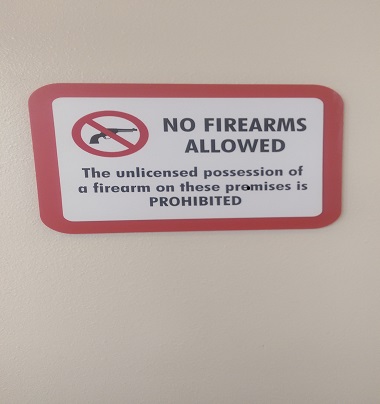 NO FIREARMS
ALLOWED
The unlicensed possession of
a firearm on these premises is
PROHIBITED